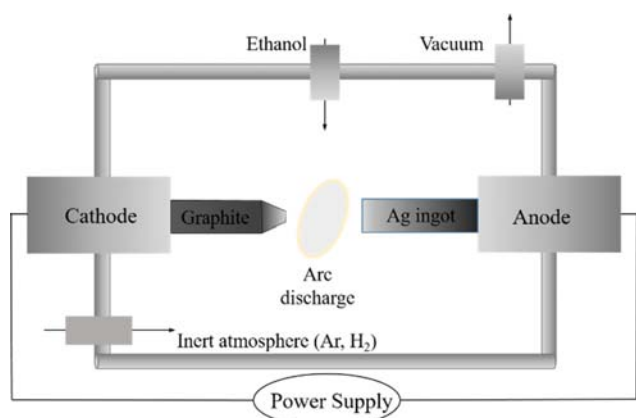 Ethanol
Vacuum
Cathode
Graphite
Ag ingot
Anode
Arc
discharge
Inert atmosphere (Ar, H₂)
Power Supply